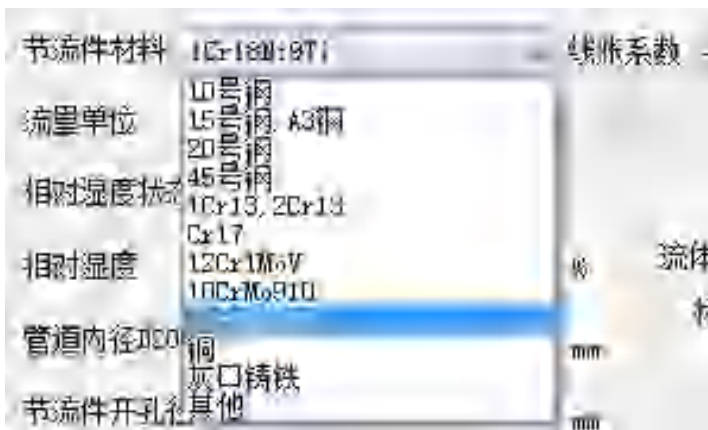 节流件材料 1Cr18Ni9Ti 线胀系数
10号钢
流量单位 15号钢,A3钢
20号钢
45号钢
相对湿度状态
1Cr13,2Cr13
Cr17
相对湿度 12Cr1MoV % 流体
10CrMo910
管道内径D20 mm
铜
灰口铸铁
节流件开孔径 其他 mm